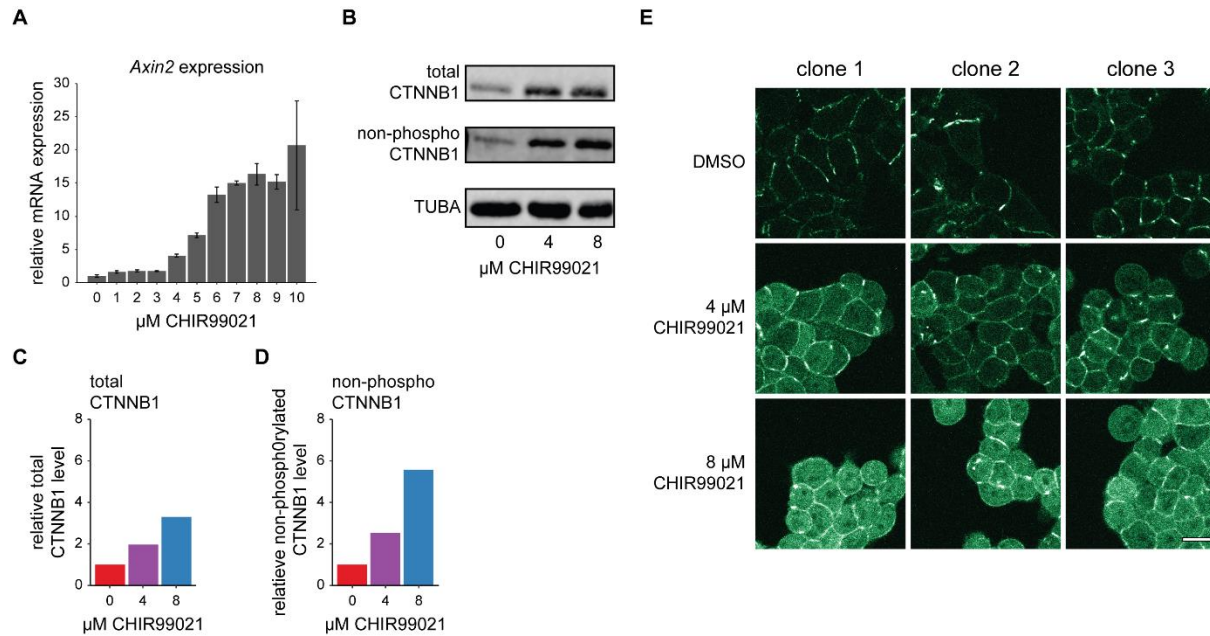 A
Axin2 expression
relative mRNA expression
30
25
20
15
10
5
0
0 1 2 3 4 5 6 7 8 9 10
µM CHIR99021
B
total
CTNNB1
non-phospho
CTNNB1
TUBA
0 4 8
µM CHIR99021
C
total
CTNNB1
relative total
CTNNB1 level
8
6
4
2
0
0 4 8
µM CHIR99021
D
non-phospho
CTNNB1
relatieve non-phosph0rylated
CTNNB1 level
8
6
4
2
0
0 4 8
µM CHIR99021
E
clone 1 clone 2 clone 3
DMSO
4 µM
CHIR99021
8 µM
CHIR99021